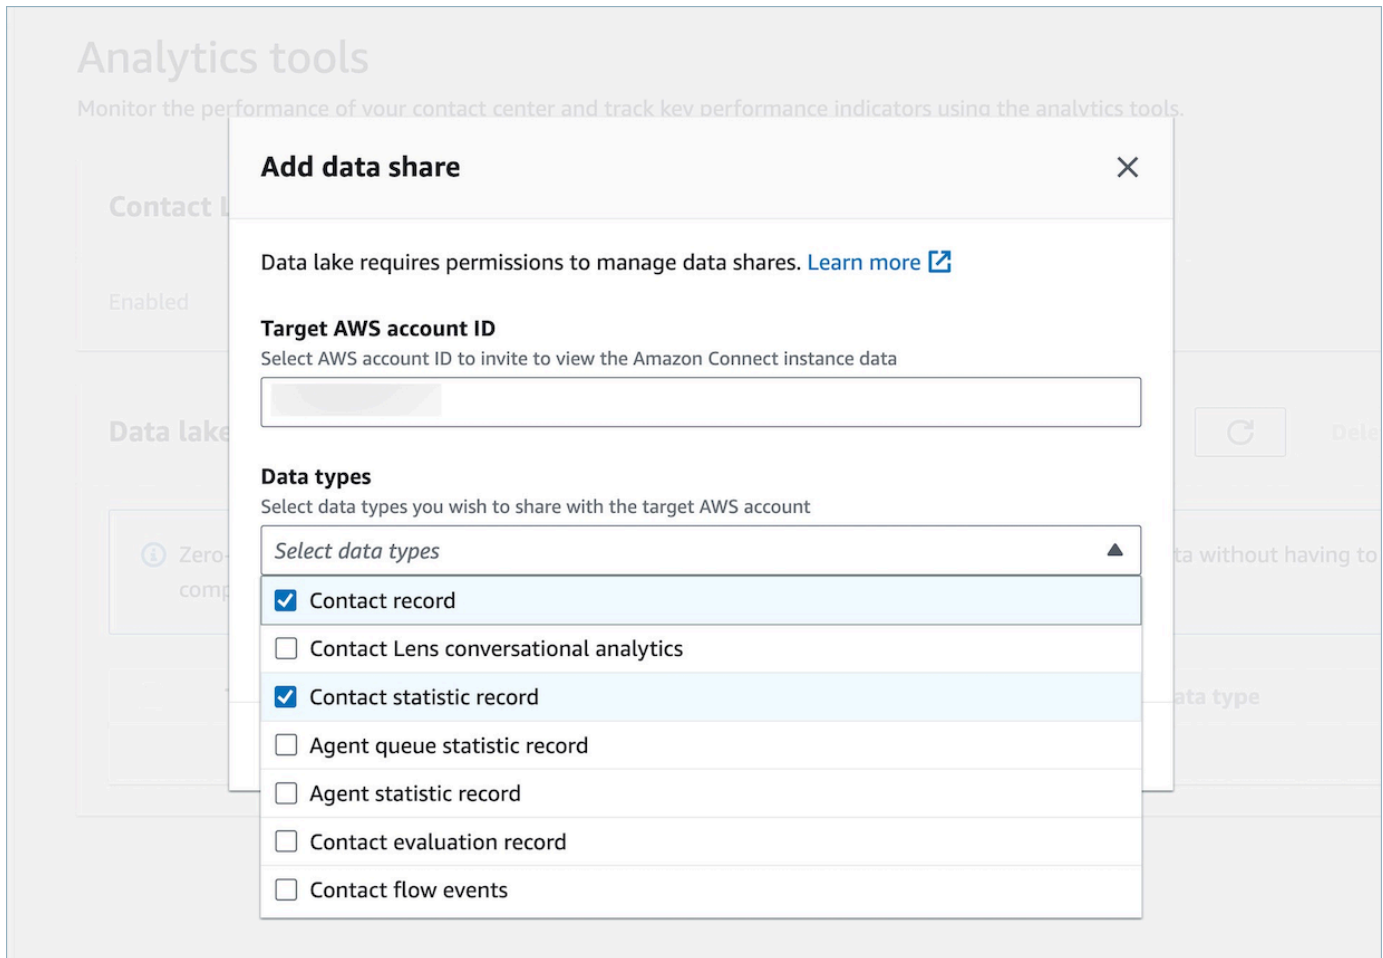 Analytics tools
Monitor the performance of your contact center and track key performance indicators using the analytics tools.
Add data share
Contact
Data lake requires permissions to manage data shares. Learn more
Enabled
Target AWS account ID
Select AWS account ID to invite to view the Amazon Connect instance data
Data lake
Data types
Select data types you wish to share with the target AWS account
Select data types
Zero-
without having to
Contact record
Contact Lens conversational analytics
Contact statistic record
type
Agent queue statistic record
Agent statistic record
Contact evaluation record
Contact flow events